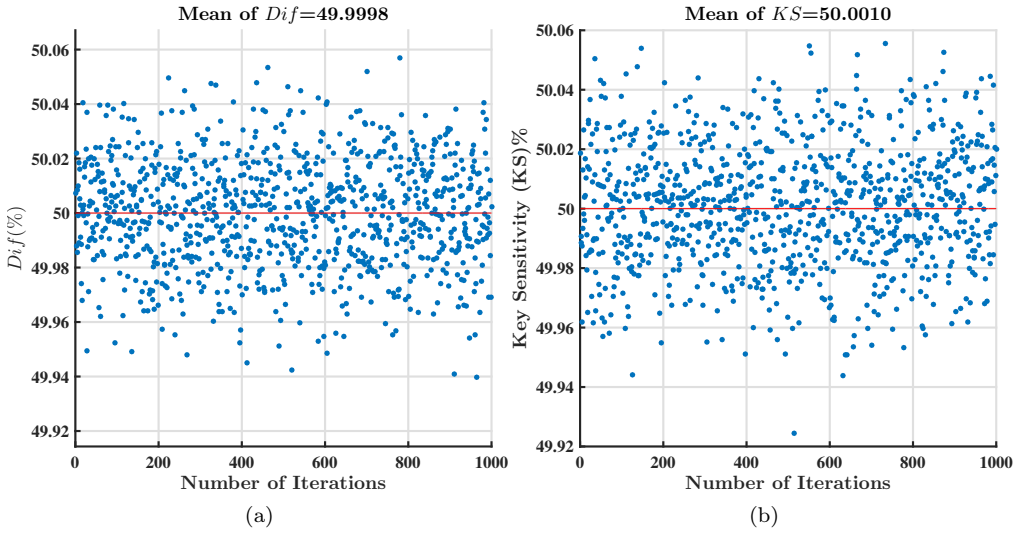 Mean of Dif=49.9998
50.06
50.04
50.02
50
49.98
49.96
49.94
49.92
Dif(%)
0 200 400 600 800 1000
Number of Iterations
(a)
Mean of KS=50.0010
50.06
50.04
50.02
50
49.98
49.96
49.94
49.92
Key Sensitivity (KS)%
0 200 400 600 800 1000
Number of Iterations
(b)